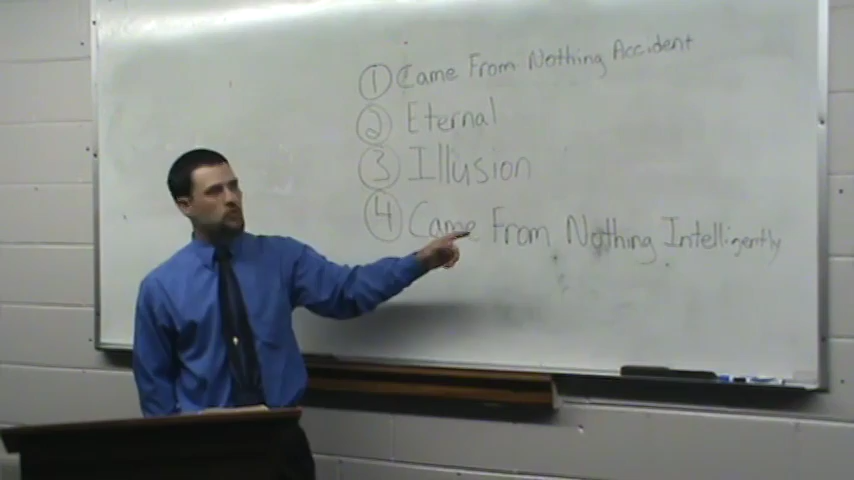 1 Came From Nothing Accident
2 Eternal
3 Illusion
4 Came From Nothing Intelligently